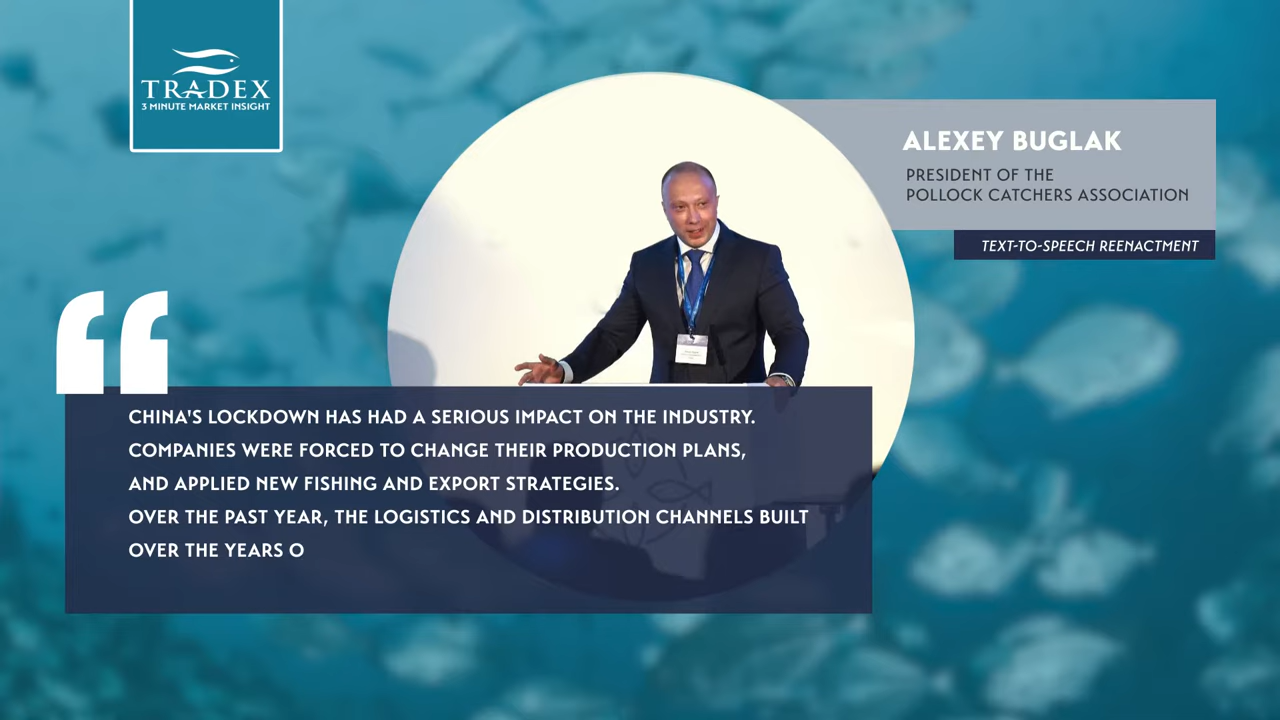 TRADEX
3 MINUTE MARKET INSIGHT
ALEXEY BUGLAK
PRESIDENT OF THE
POLLOCK CATCHERS ASSOCIATION
TEXT-TO-SPEECH REENACTMENT
“
CHINA'S LOCKDOWN HAS HAD A SERIOUS IMPACT ON THE INDUSTRY.
COMPANIES WERE FORCED TO CHANGE THEIR PRODUCTION PLANS,
AND APPLIED NEW FISHING AND EXPORT STRATEGIES.
OVER THE PAST YEAR, THE LOGISTICS AND DISTRIBUTION CHANNELS BUILT
OVER THE YEARS O